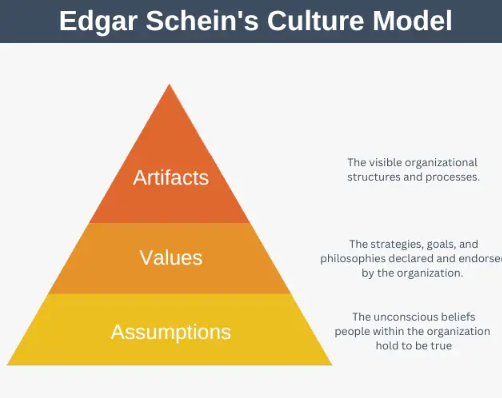 Edgar Schein's Culture Model
Artifacts
The visible organizational
structures and processes.
Values
The strategies, goals, and
philosophies declared and endorsed
by the organization.
Assumptions
The unconscious beliefs
people within the organization
hold to be true